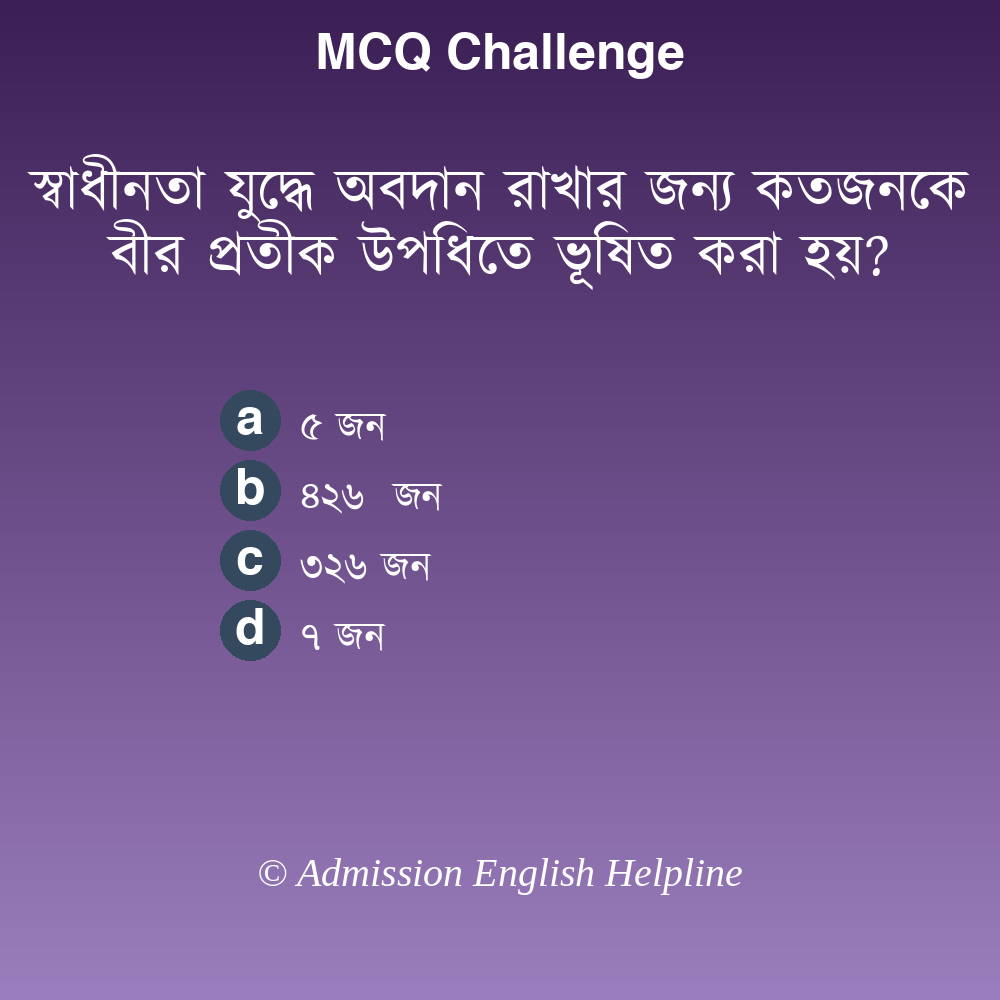 MCQ Challenge
স্বাধীনতা যুদ্ধে অবদান রাখার জন্য কতজনকে
বীর প্রতীক উপধিতে ভূষিত করা হয়?
a ৫ জন
b ৪২৬ জন
c ৩২৬ জন
d ৭ জন
© Admission English Helpline